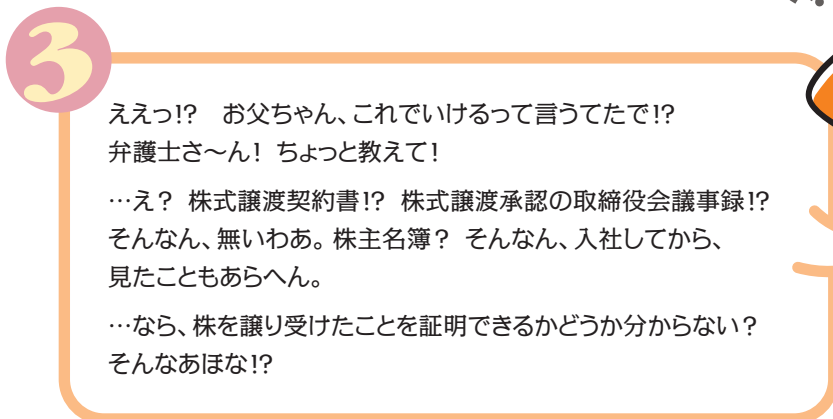 3
ええっ!?　お父ちゃん、これでいけるって言うてたで!?
弁護士さ〜ん! ちょっと教えて!
…え? 株式譲渡契約書!? 株式譲渡承認の取締役会議事録!?
そんなん、無いわあ。株主名簿? そんなん、入社してから、
見たこともあらへん。
…なら、株を譲り受けたことを証明できるかどうか分からない?
そんなあほな!?